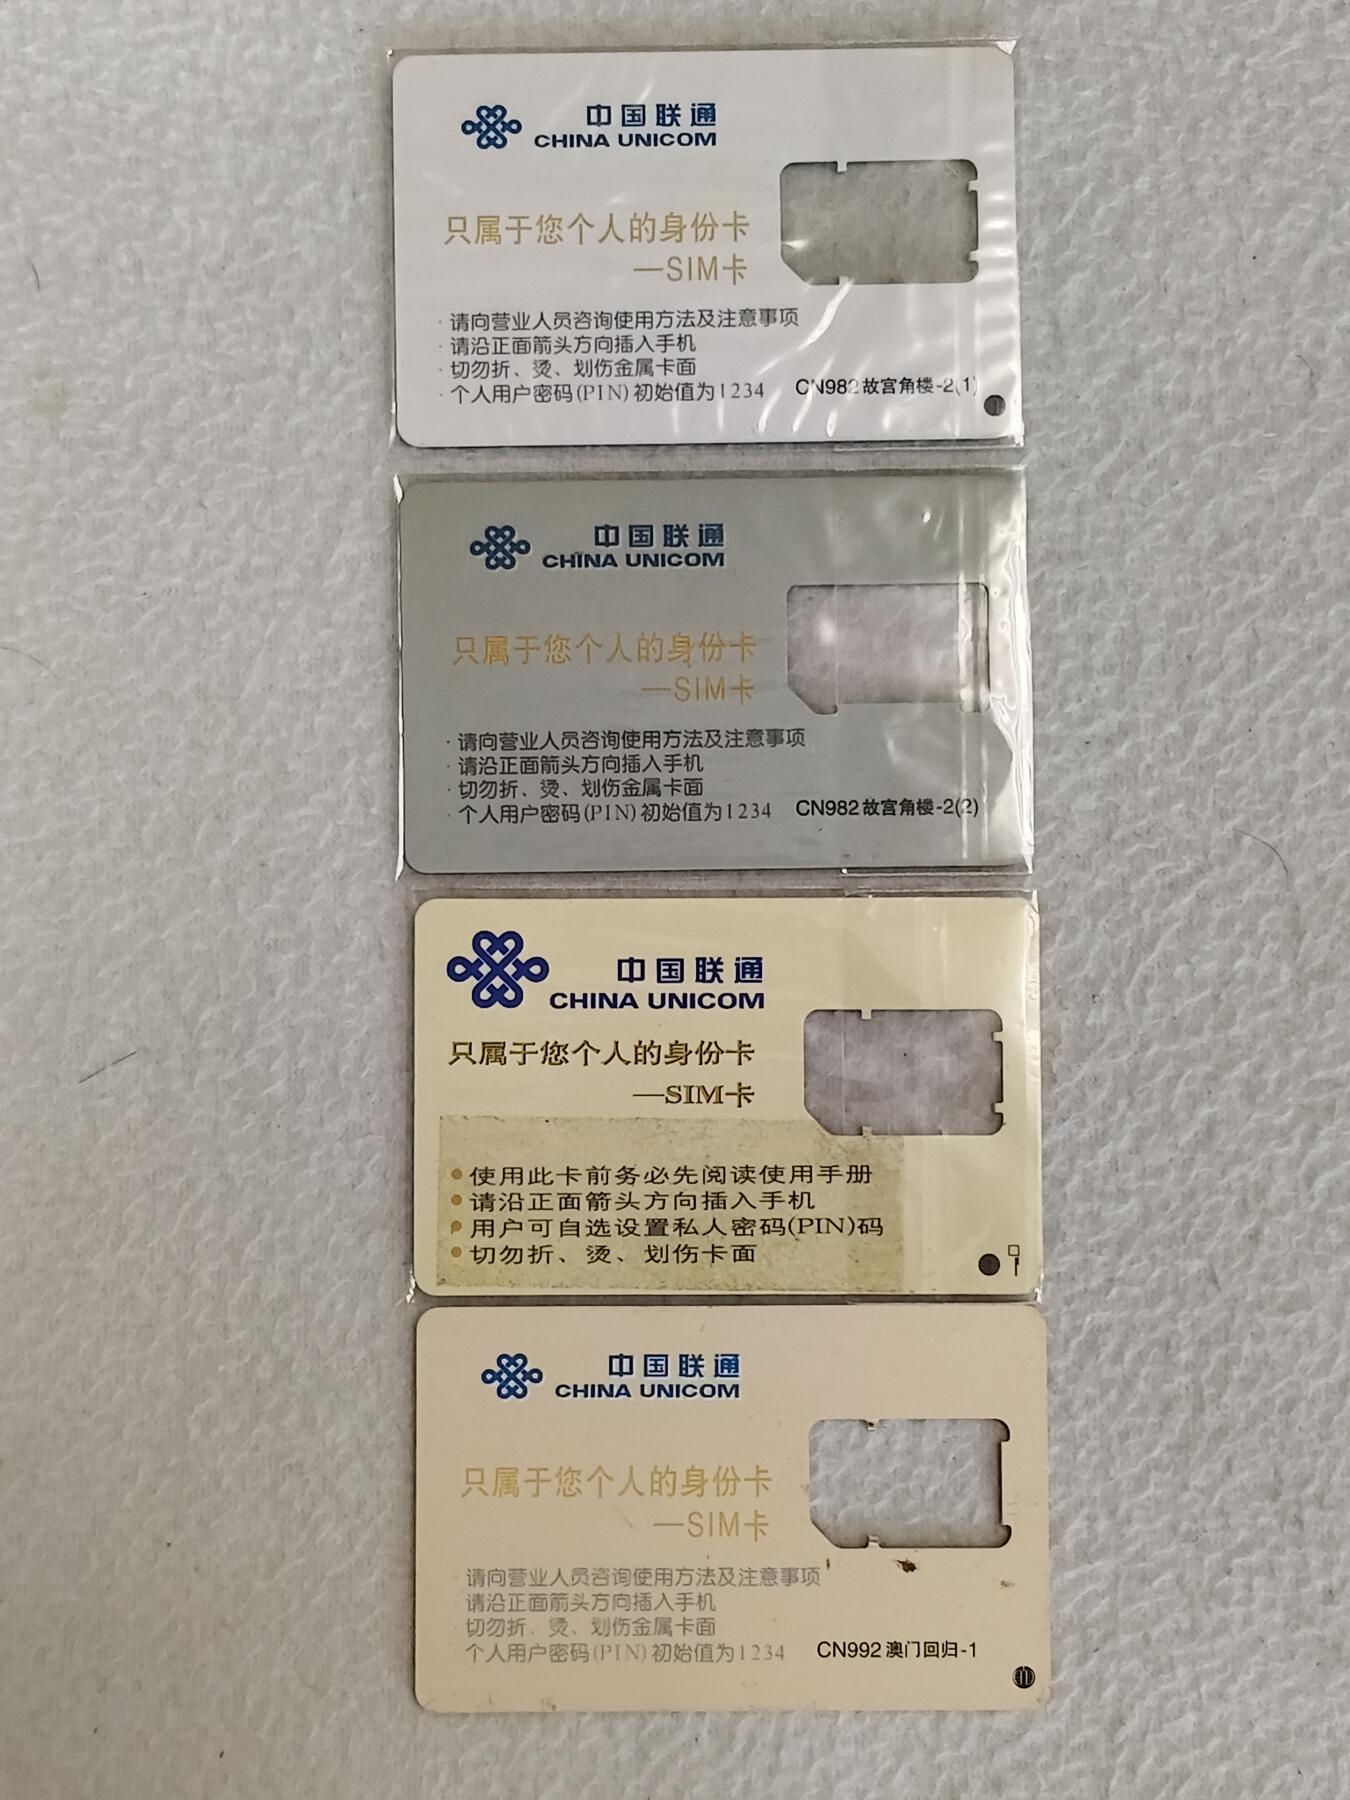 中国联通
CHINA UNICOM
只属于您个人的身份卡
—SIM卡
·请向营业人员咨询使用方法及注意事项
·请沿正面箭头方向插入手机
·切勿折、烫、划伤金属卡面
·个人用户密码(PIN)初始值为1234 CN982故宫角楼-2(1)
中国联通
CHINA UNICOM
只属于您个人的身份卡
—SIM卡
·请向营业人员咨询使用方法及注意事项
·请沿正面箭头方向插入手机
·切勿折、烫、划伤金属卡面
·个人用户密码(PIN)初始值为1234 CN982故宫角楼-2(2)
中国联通
CHINA UNICOM
只属于您个人的身份卡
—SIM卡
●使用此卡前务必先阅读使用手册
●请沿正面箭头方向插入手机
●用户可自选设置私人密码(PIN)码
●切勿折、烫、划伤卡面
中国联通
CHINA UNICOM
只属于您个人的身份卡
—SIM卡
请向营业人员咨询使用方法及注意事项
请沿正面箭头方向插入手机
切勿折、烫、划伤金属卡面
个人用户密码(PIN)初始值为1234 CN992澳门回归-1